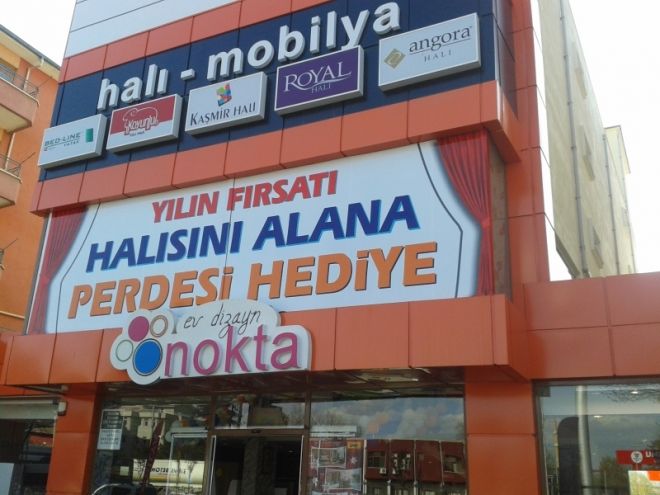 halı - mobilya
BED-LINE
Koyunlu
KAŞMİR HALI
ROYAL
HALI
angora
HALI
YILIN FIRSATI
HALISINI ALANA
PERDESİ HEDİYE
ev dizayn
nokta